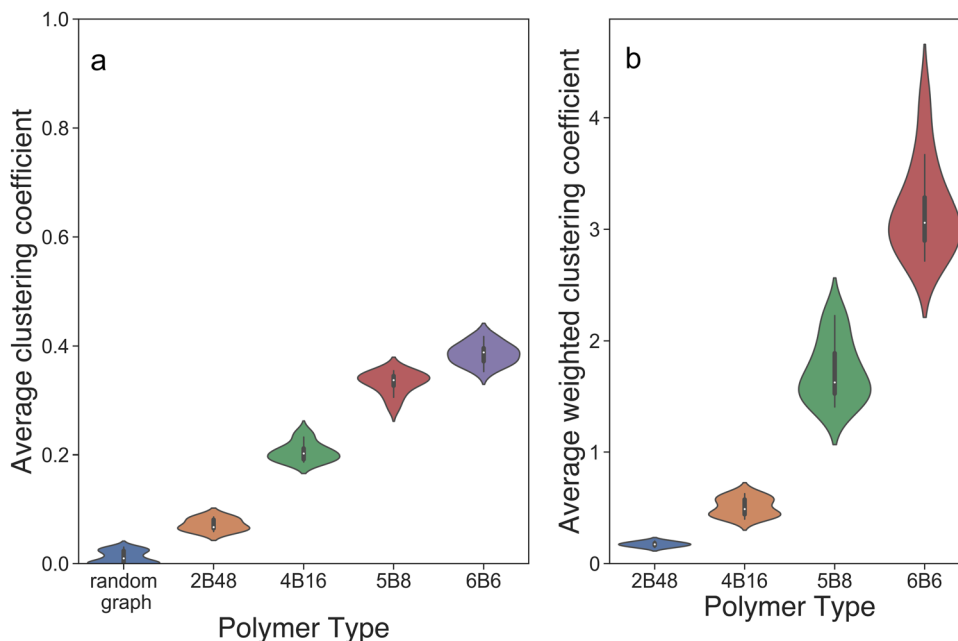 a
Average clustering coefficient
1.0
0.8
0.6
0.4
0.2
0.0
random graph
2B48
4B16
5B8
6B6
Polymer Type
b
Average weighted clustering coefficient
4
3
2
1
0
2B48
4B16
5B8
6B6
Polymer Type